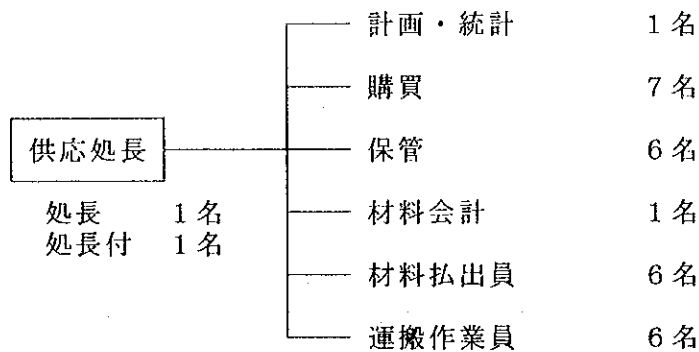 計画・統計 1名
購買 7名
供応処長
保管 6名
処長 1名
処長付 1名
材料会計 1名
材料払出員 6名
運搬作業員 6名